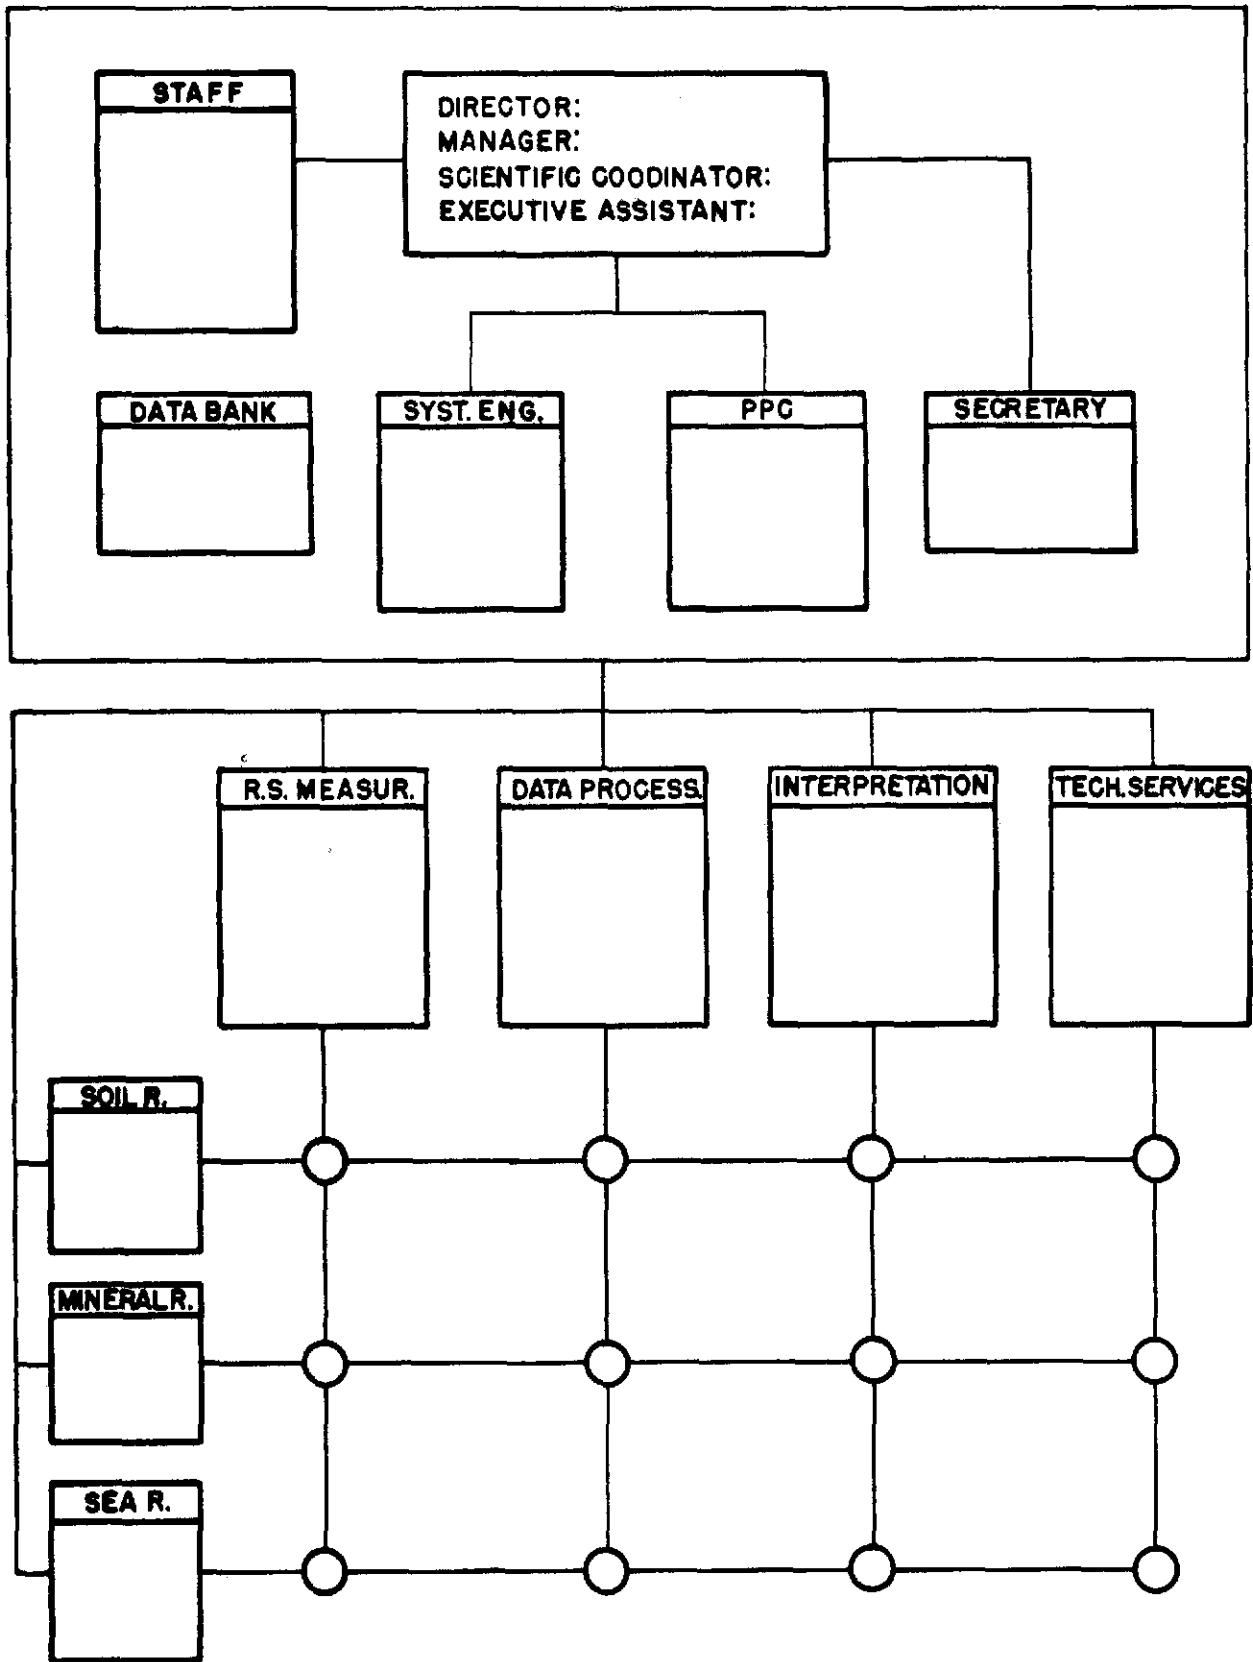 STAFF
DIRECTOR:
MANAGER:
SCIENTIFIC COODINATOR:
EXECUTIVE ASSISTANT:
DATA BANK
SYST. ENG.
PPC
SECRETARY
R.S. MEASUR.
DATA PROCESS.
INTERPRETATION
TECH. SERVICES
SOIL R.
MINERAL R.
SEA R.